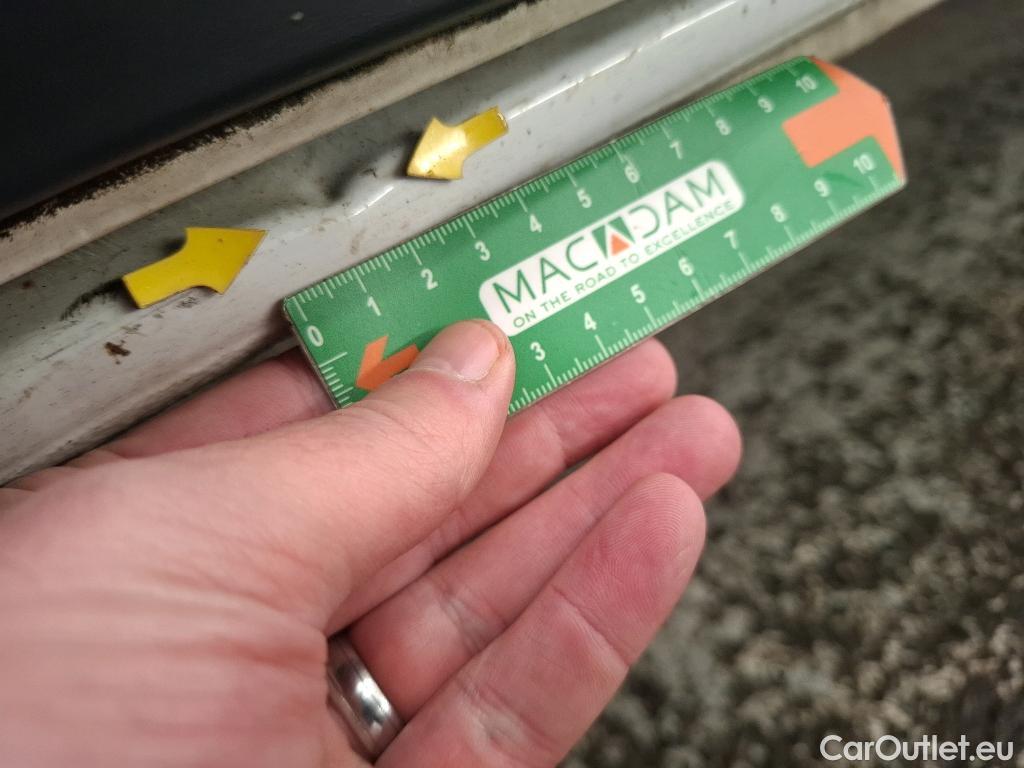 0 1 2 3 4 5 6 7 8 9 10
MACADAM
ON THE ROAD TO EXCELLENCE
3 4 5 6 7 8 9 10
CarOutlet.eu